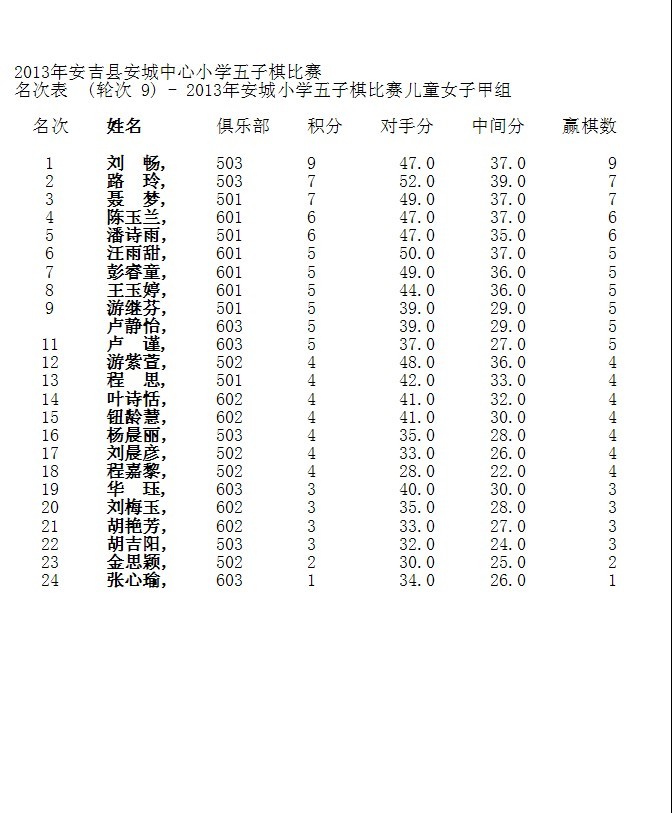 2013年安吉县安城中心小学五子棋比赛
名次表 (轮次 9) - 2013年安城小学五子棋比赛儿童女子甲组
名次 姓名 俱乐部 积分 对手分 中间分 赢棋数
1 刘 畅, 503 9 47.0 37.0 9
2 路 玲, 503 7 52.0 39.0 7
3 聂 梦, 501 7 49.0 37.0 7
4 陈玉兰, 601 6 47.0 37.0 6
5 潘诗雨, 501 6 47.0 35.0 6
6 汪雨甜, 601 5 50.0 37.0 5
7 彭睿童, 601 5 49.0 36.0 5
8 王玉婷, 601 5 44.0 36.0 5
9 游继芬, 501 5 39.0 29.0 5
卢静怡, 603 5 39.0 29.0 5
11 卢 谨, 603 5 37.0 27.0 5
12 游紫萱, 502 4 48.0 36.0 4
13 程 思, 501 4 42.0 33.0 4
14 叶诗恬, 602 4 41.0 32.0 4
15 钮龄慧, 602 4 41.0 30.0 4
16 杨晨丽, 503 4 35.0 28.0 4
17 刘晨彦, 502 4 33.0 26.0 4
18 程嘉黎, 502 4 28.0 22.0 4
19 华 珏, 603 3 40.0 30.0 3
20 刘梅玉, 602 3 35.0 28.0 3
21 胡艳芳, 602 3 33.0 27.0 3
22 胡吉阳, 503 3 32.0 24.0 3
23 金思颖, 502 2 30.0 25.0 2
24 张心瑜, 603 1 34.0 26.0 1